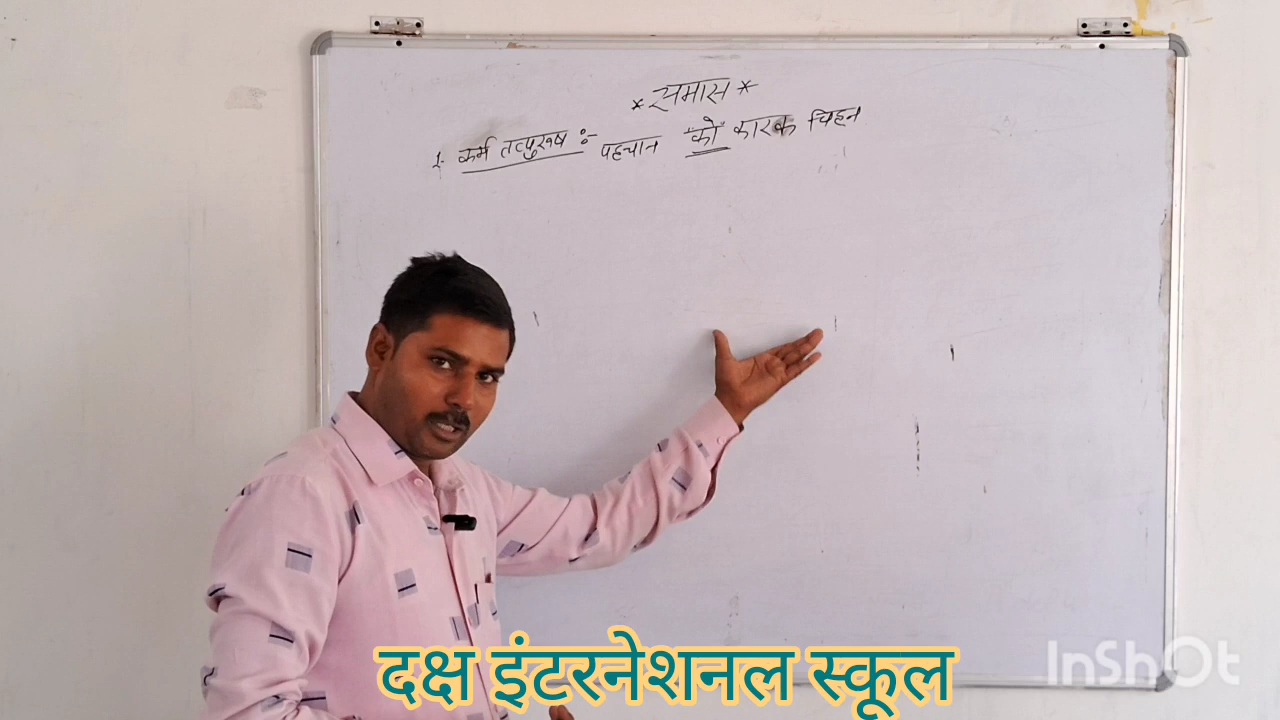 * समास *
1- कर्म तत्पुरूष :- पहचान "को" कारक चिहन
दक्ष इंटरनेशनल स्कूल
InShOt